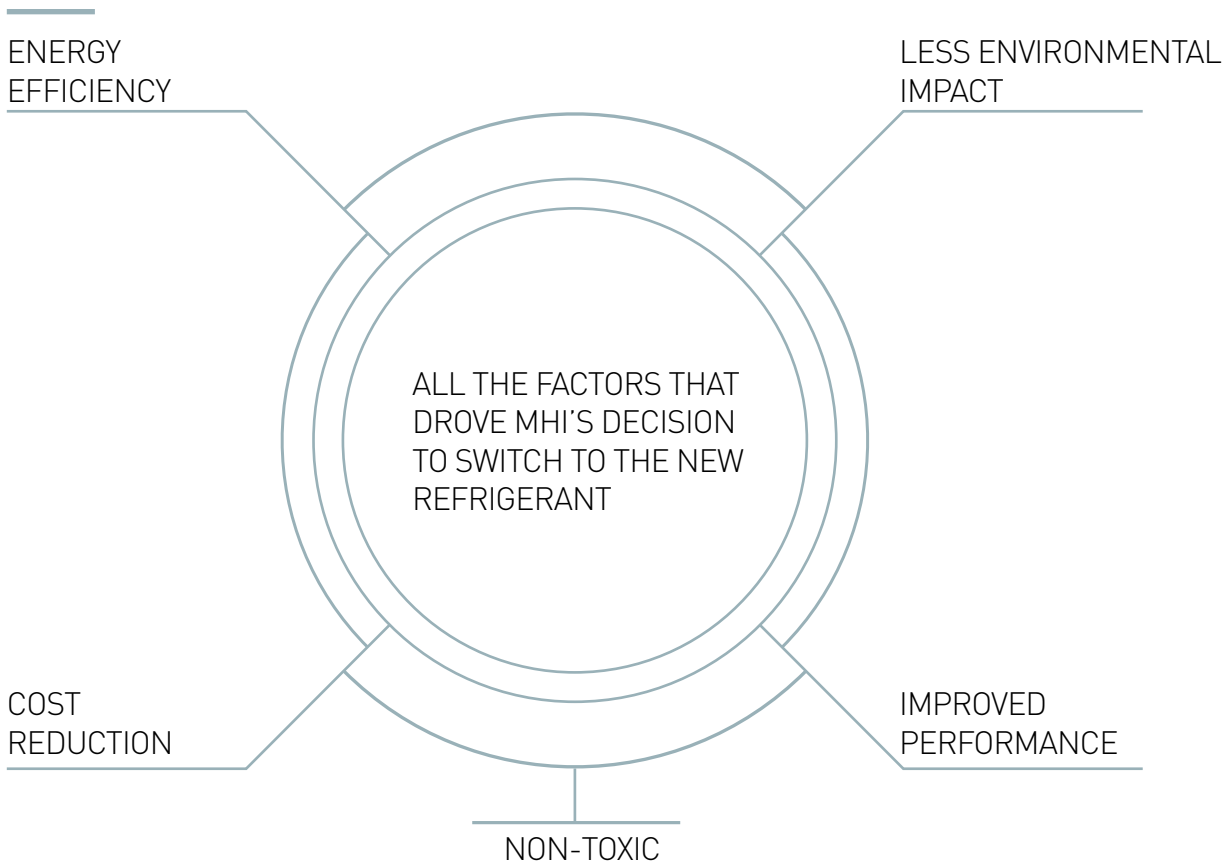 ENERGY
EFFICIENCY
LESS ENVIRONMENTAL
IMPACT
ALL THE FACTORS THAT
DROVE MHI’S DECISION
TO SWITCH TO THE NEW
REFRIGERANT
COST
REDUCTION
IMPROVED
PERFORMANCE
NON-TOXIC